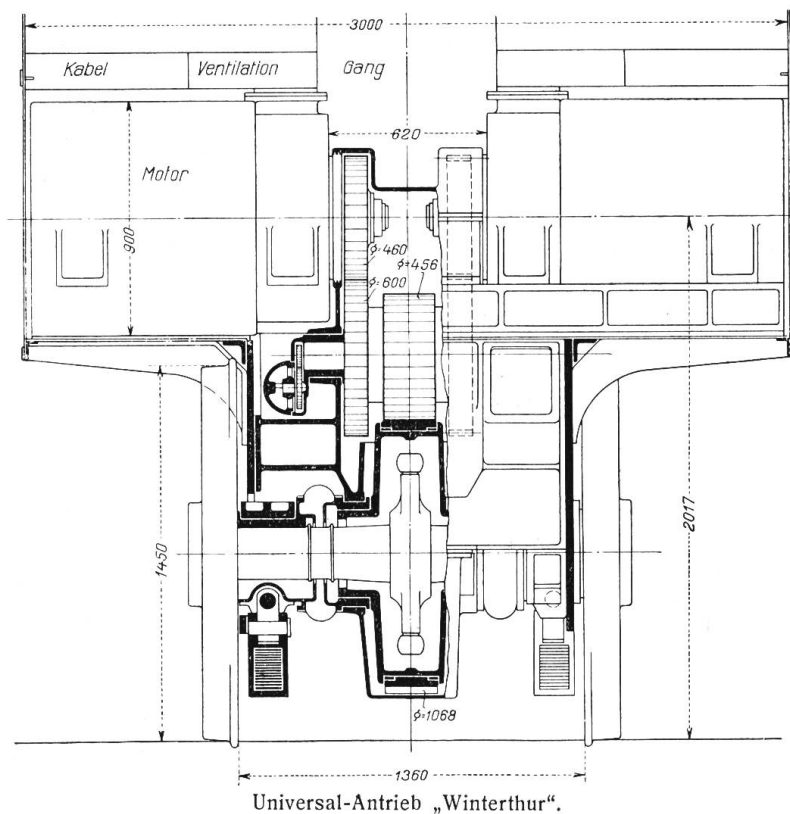 3000
Kabel Ventilation Gang
620
Motor
900
ϕ=460
ϕ=456
ϕ=600
1450
2017
ϕ=1068
1360
Universal-Antrieb „Winterthur“.